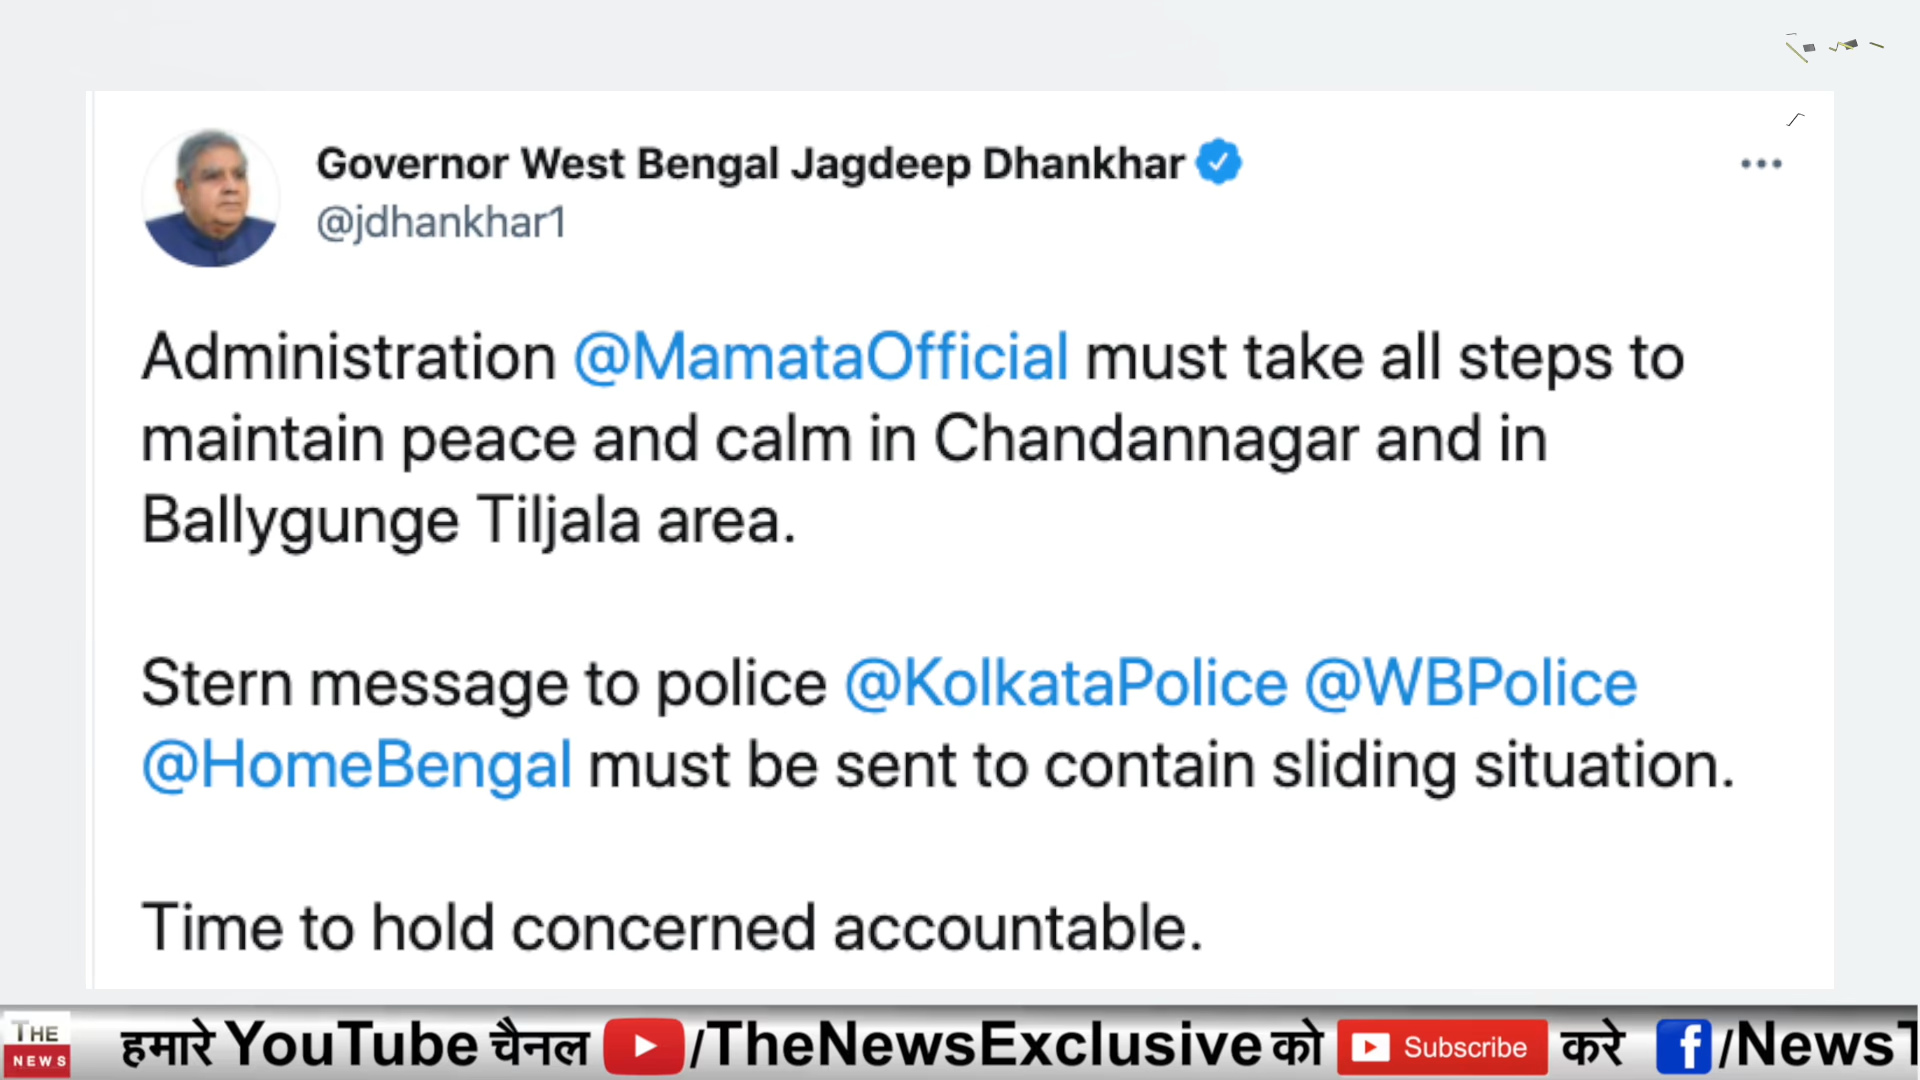 Governor West Bengal Jagdeep Dhankhar
@jdhankhar1
Administration @MamataOfficial must take all steps to
maintain peace and calm in Chandannagar and in
Ballygunge Tiljala area.
Stern message to police @KolkataPolice @WBPolice
@HomeBengal must be sent to contain sliding situation.
Time to hold concerned accountable.
THE
NEWS
हमारे YouTube चैनल /TheNewsExclusive को Subscribe करे f /NewsT